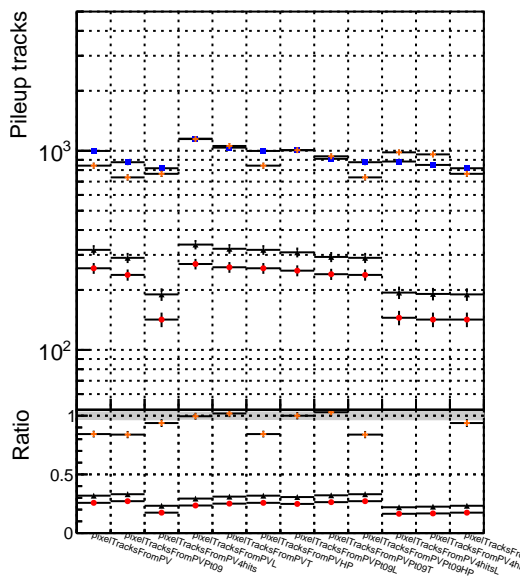 Pileup tracks
10³
10²
Ratio
1
0.5
0
pixelTracksFromPV
pixelTracksFromPVPt09
pixelTracksFromPV4hits
pixelTracksFromPVL
pixelTracksFromPVT
pixelTracksFromPVHP
pixelTracksFromPVPt09L
pixelTracksFromPVPt09T
pixelTracksFromPVPt09HP
pixelTracksFromPV4hitsL